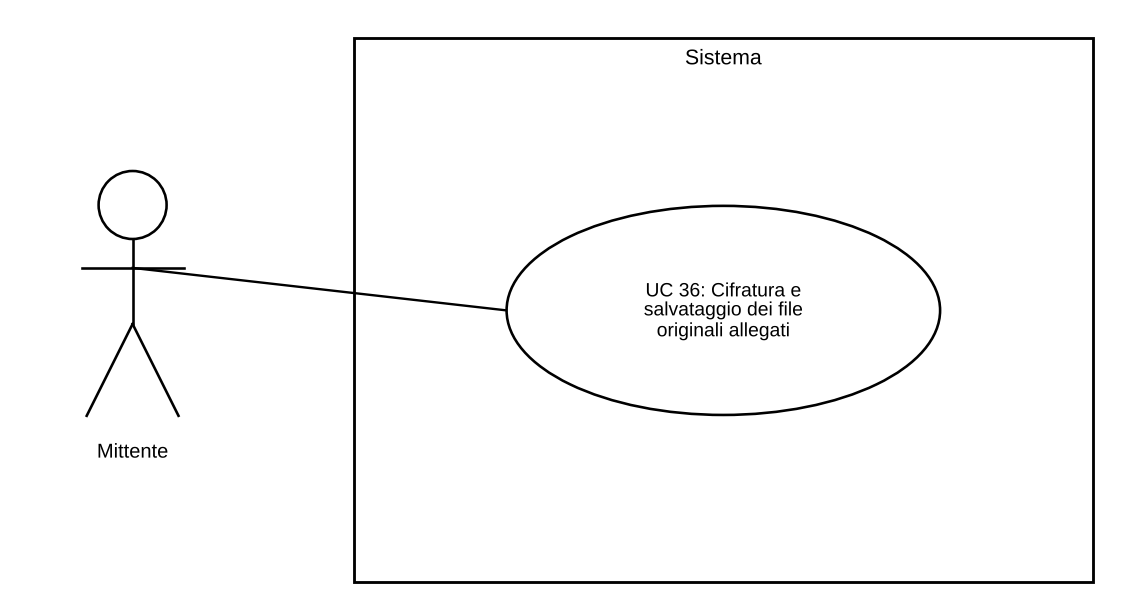 Sistema
UC 36: Cifratura e
salvataggio dei file
originali allegati
Mittente